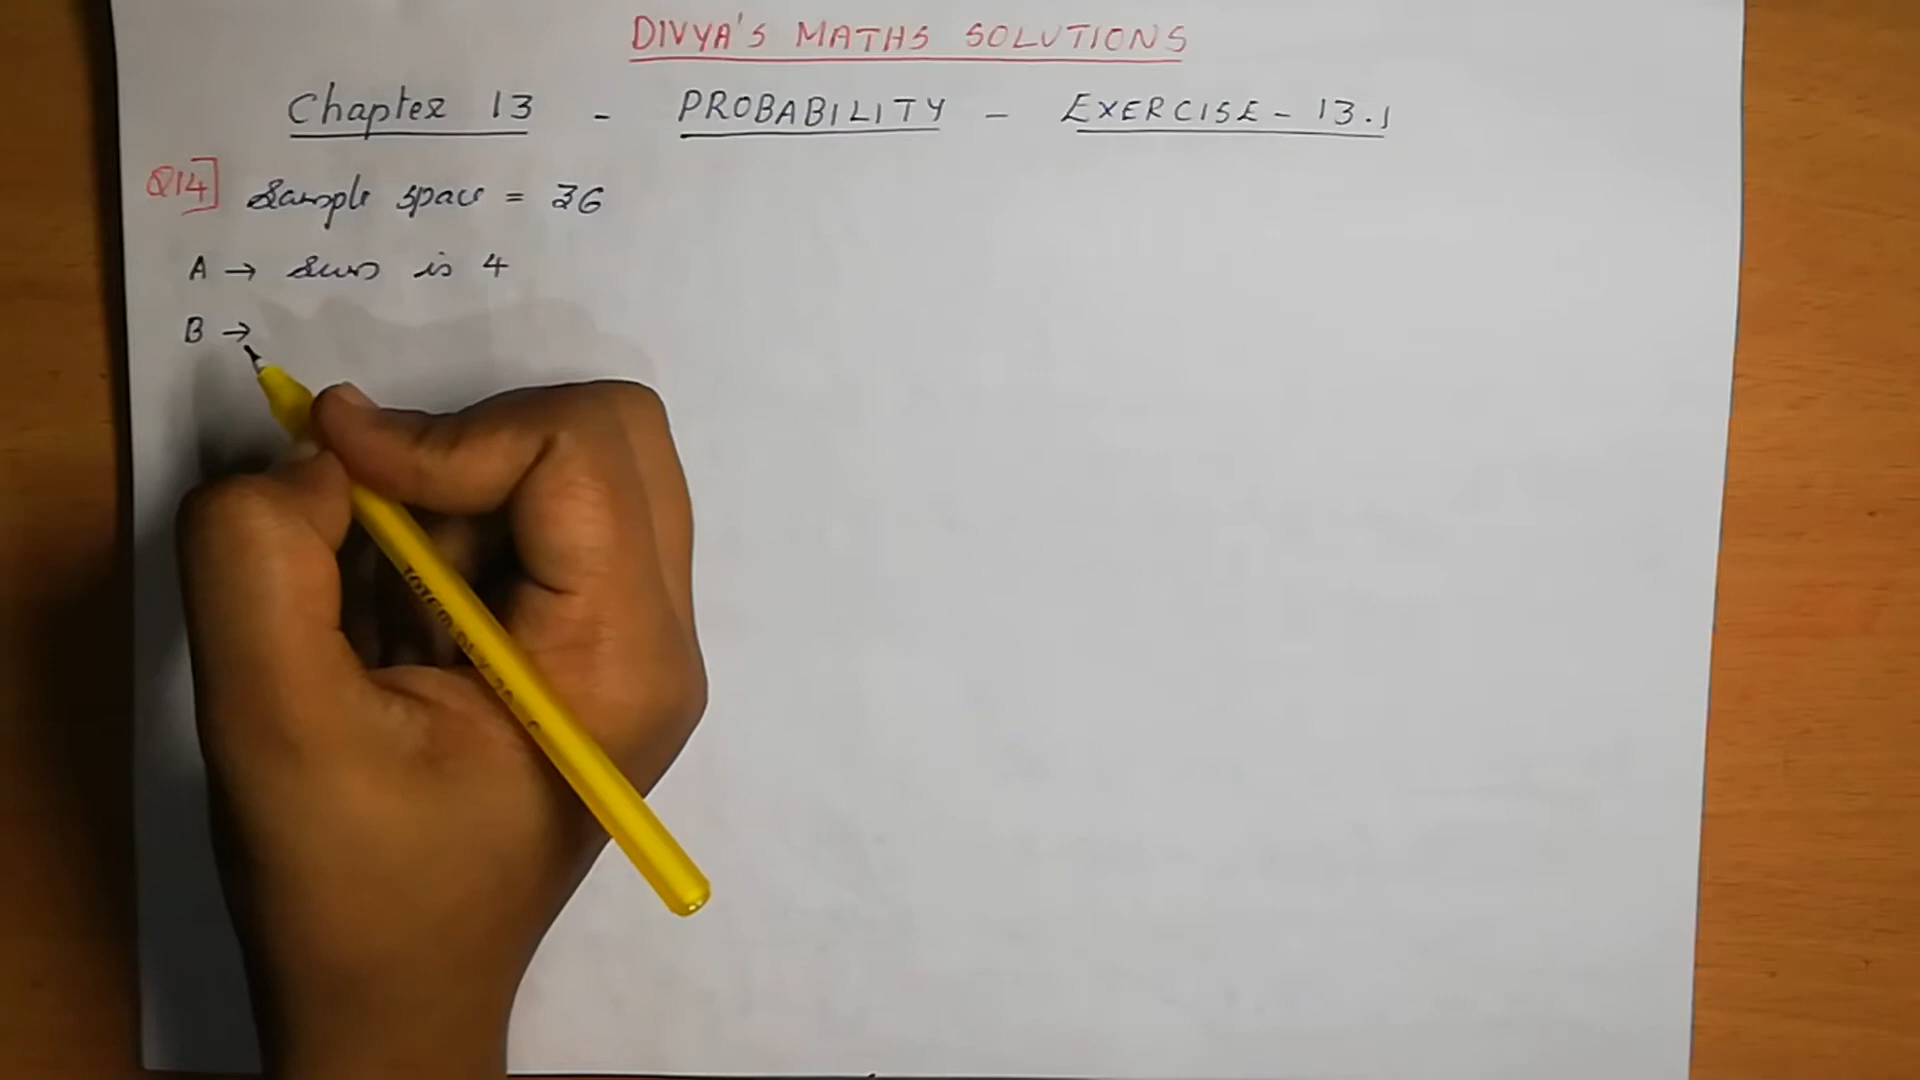 DIVYA'S MATHS SOLUTIONS
Chapter 13 - PROBABILITY - EXERCISE - 13.1
Q14] Sample space = 36
A → Sum is 4
B →